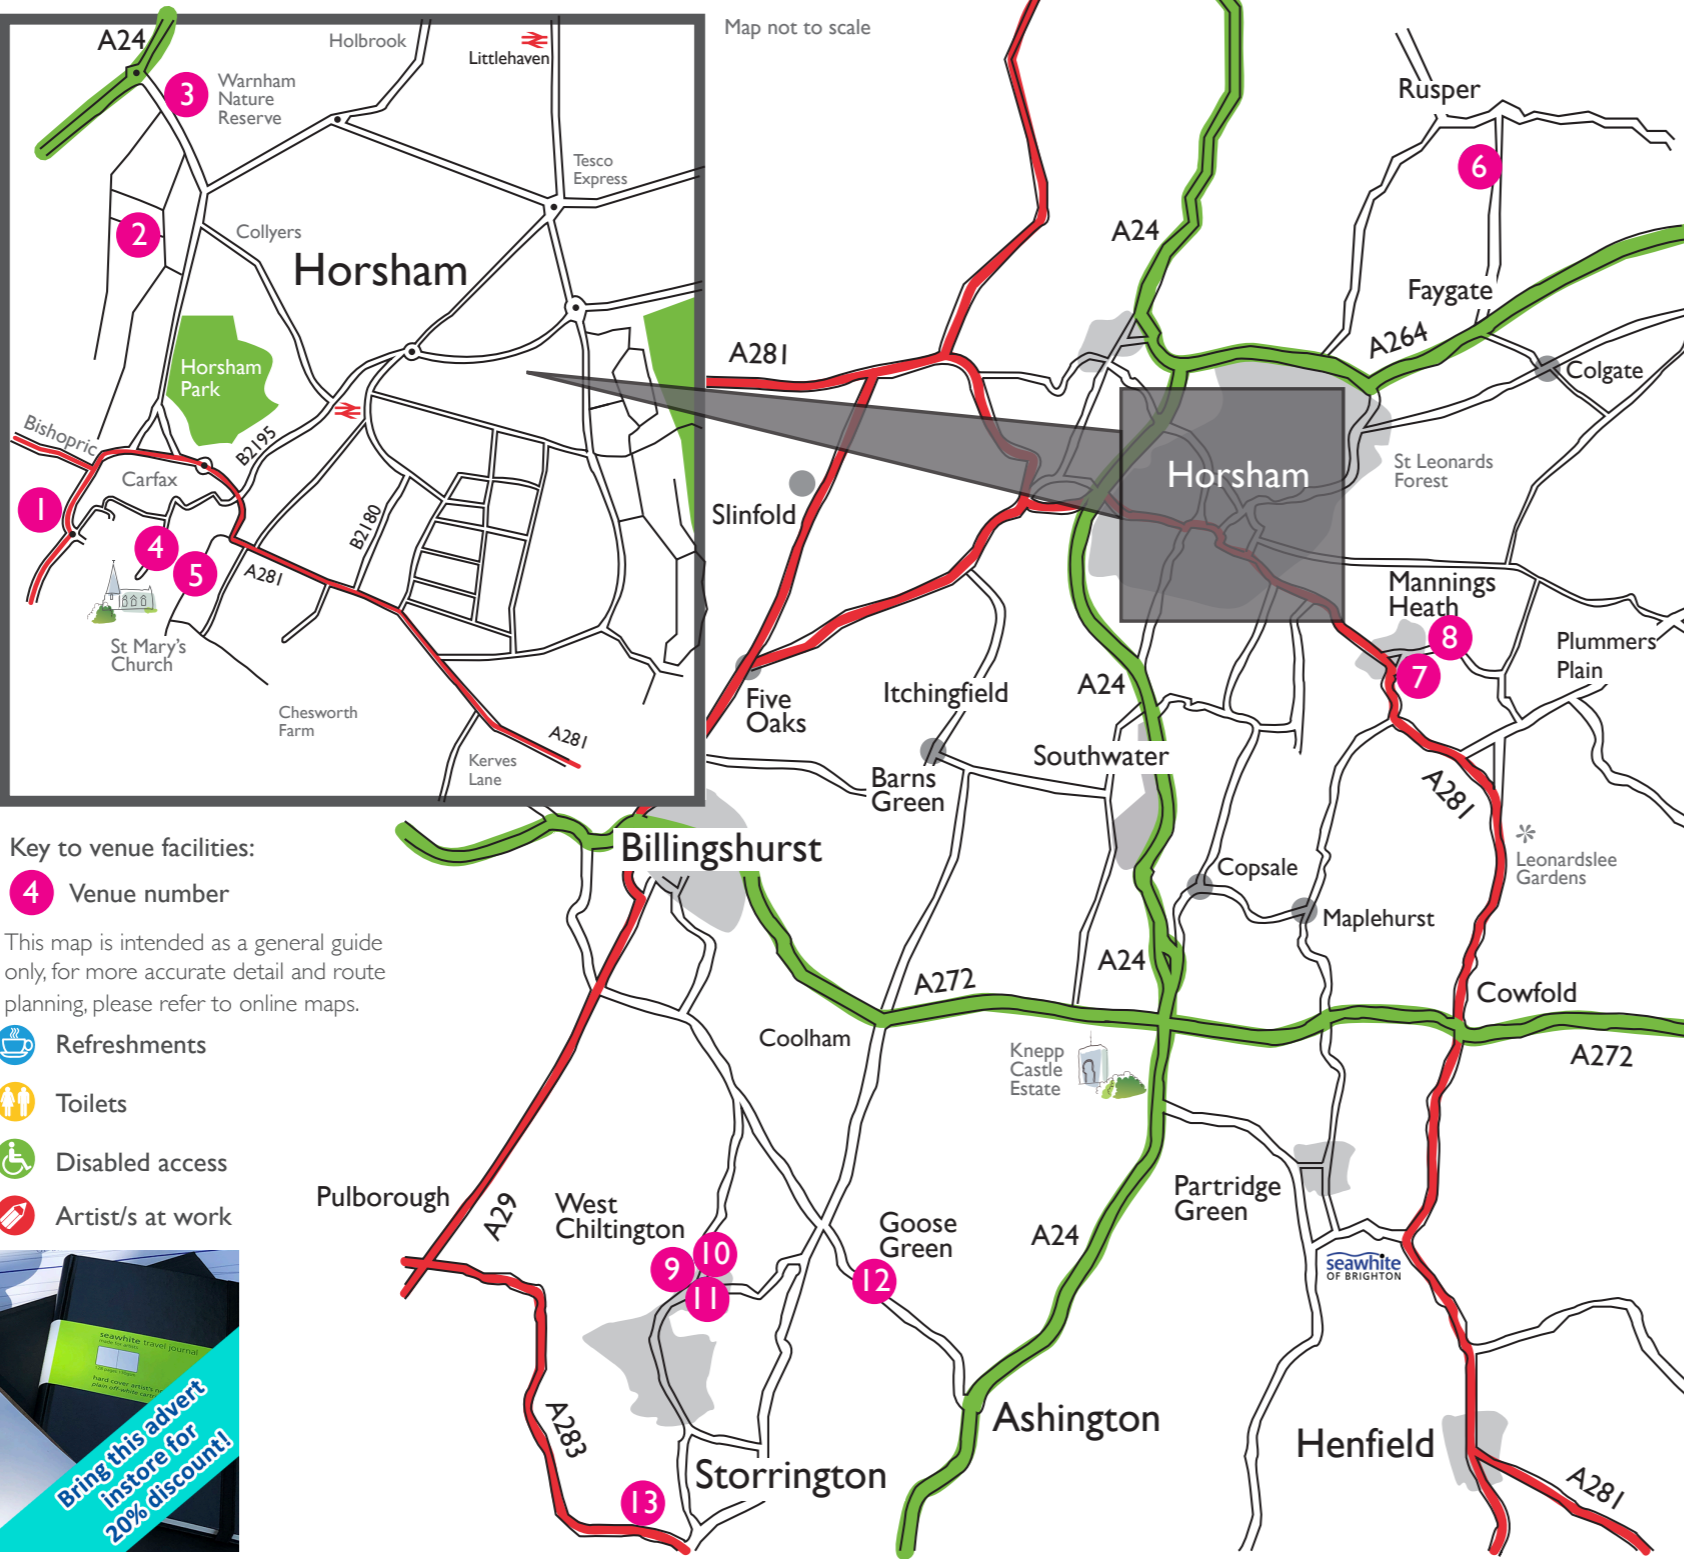 A24
Holbrook
Littlehaven
3
Warnham
Nature
Reserve
Tesco
Express
2
Collyers
Horsham
Horsham
Park
Bishopric
B2195
Carfax
1
4
5
B2180
A281
St Mary's
Church
Chesworth
Farm
A281
Kerves
Lane
Map not to scale
Rusper
6
A24
Faygate
A264
A281
Colgate
Horsham
St Leonards
Forest
Slinfold
Mannings
Heath
8
7
Plummers
Plain
A24
Itchingfield
Five
Oaks
Southwater
Barns
Green
A281
Leonardslee
Gardens
Billingshurst
Copsale
Maplehurst
A24
A272
Cowfold
Coolham
Knepp
Castle
Estate
A272
Pulborough
A29
West
Chiltington
Partridge
Green
Goose
Green
A24
9
10
11
12
seawhite
OF BRIGHTON
A283
Ashington
Henfield
Storrington
13
A281
Key to venue facilities:
4 Venue number
This map is intended as a general guide
only, for more accurate detail and route
planning, please refer to online maps.
Refreshments
Toilets
Disabled access
Artist/s at work
seawhite travel journal
made for artists
Bring this advert
instore for
20% discount!